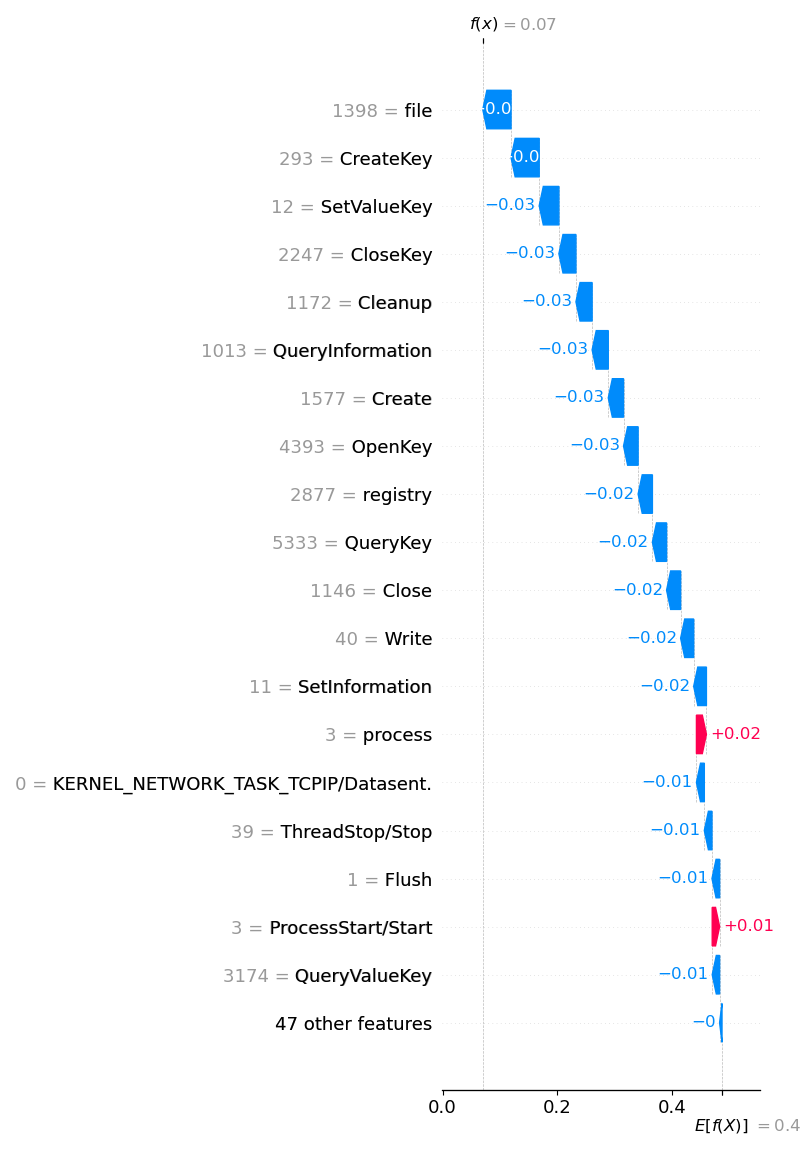 f(x) = 0.07
1398 = file
−0.0
293 = CreateKey
−0.0
12 = SetValueKey
−0.03
2247 = CloseKey
−0.03
1172 = Cleanup
−0.03
1013 = QueryInformation
−0.03
1577 = Create
−0.03
4393 = OpenKey
−0.03
2877 = registry
−0.02
5333 = QueryKey
−0.02
1146 = Close
−0.02
40 = Write
−0.02
11 = SetInformation
−0.02
3 = process
+0.02
0 = KERNEL_NETWORK_TASK_TCPIP/Datasent.
−0.01
39 = ThreadStop/Stop
−0.01
1 = Flush
−0.01
3 = ProcessStart/Start
+0.01
3174 = QueryValueKey
−0.01
47 other features
−0
0.0 0.2 0.4
E[f(X)] = 0.4